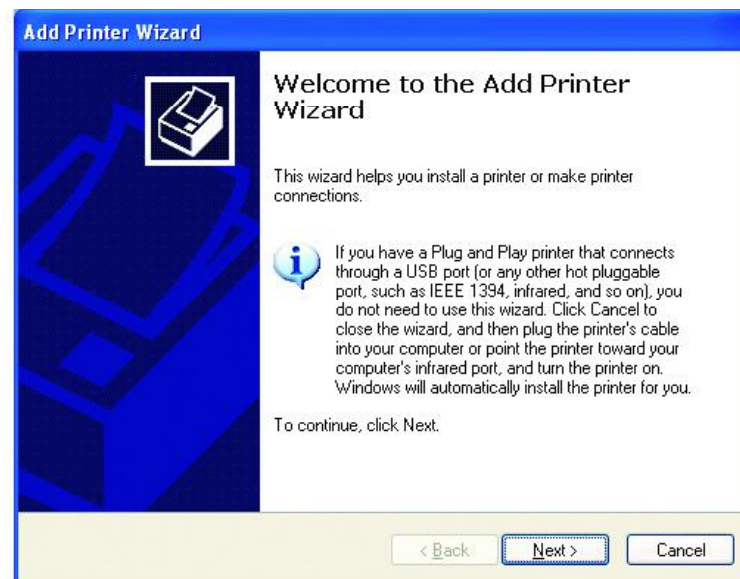 Add Printer Wizard
Welcome to the Add Printer
Wizard
This wizard helps you install a printer or make printer
connections.
If you have a Plug and Play printer that connects
through a USB port (or any other hot pluggable
port, such as IEEE 1394, infrared, and so on), you
do not need to use this wizard. Click Cancel to
close the wizard, and then plug the printer's cable
into your computer or point the printer toward your
computer's infrared port, and turn the printer on.
Windows will automatically install the printer for you.
To continue, click Next.
< Back Next > Cancel